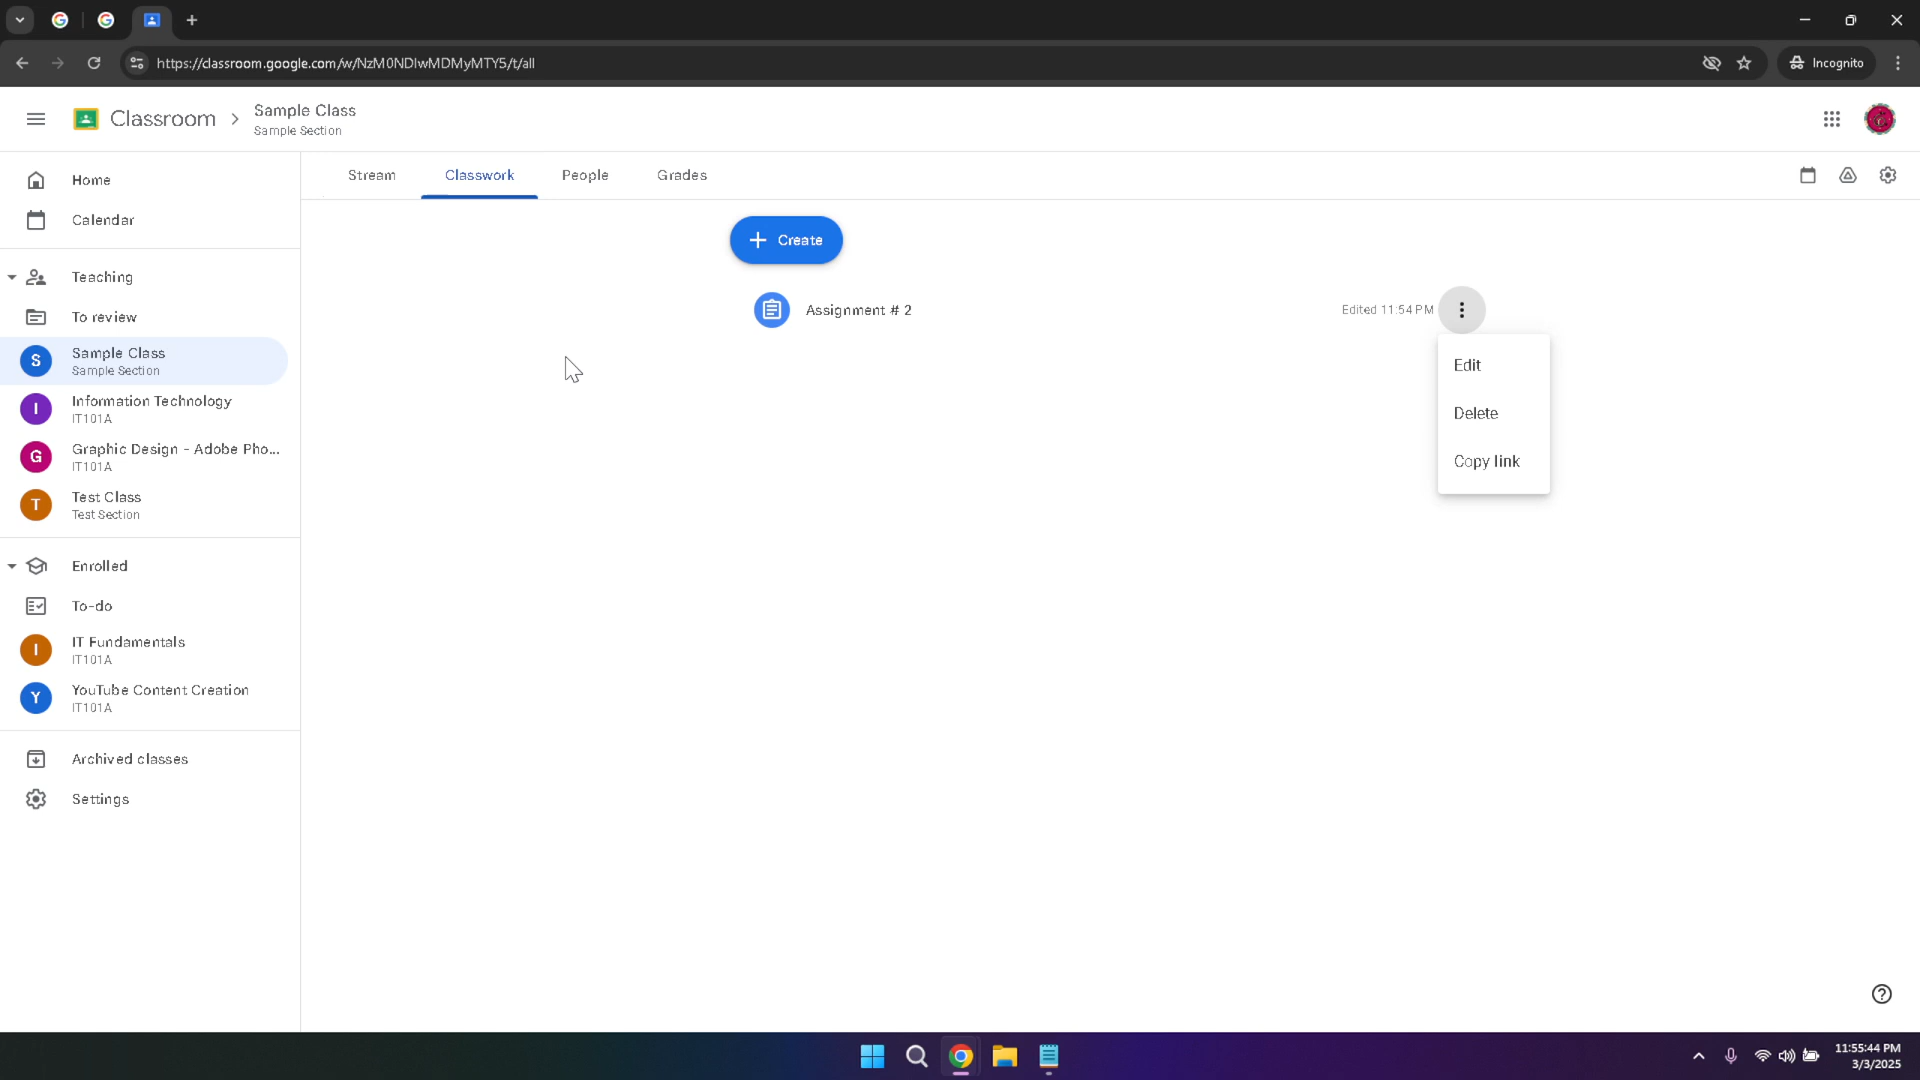 https://classroom.google.com/w/NzM0NDIwMDMyMTY5/t/all
Incognito
Classroom
Sample Class
Sample Section
Home
Calendar
Teaching
To review
S
Sample Class
Sample Section
I
Information Technology
IT101A
G
Graphic Design - Adobe Pho...
IT101A
T
Test Class
Test Section
Enrolled
To-do
I
IT Fundamentals
IT101A
Y
YouTube Content Creation
IT101A
Archived classes
Settings
Stream Classwork People Grades
Create
Assignment # 2
Edited 11:54 PM
Edit
Delete
Copy link
11:55:44 PM
3/3/2025